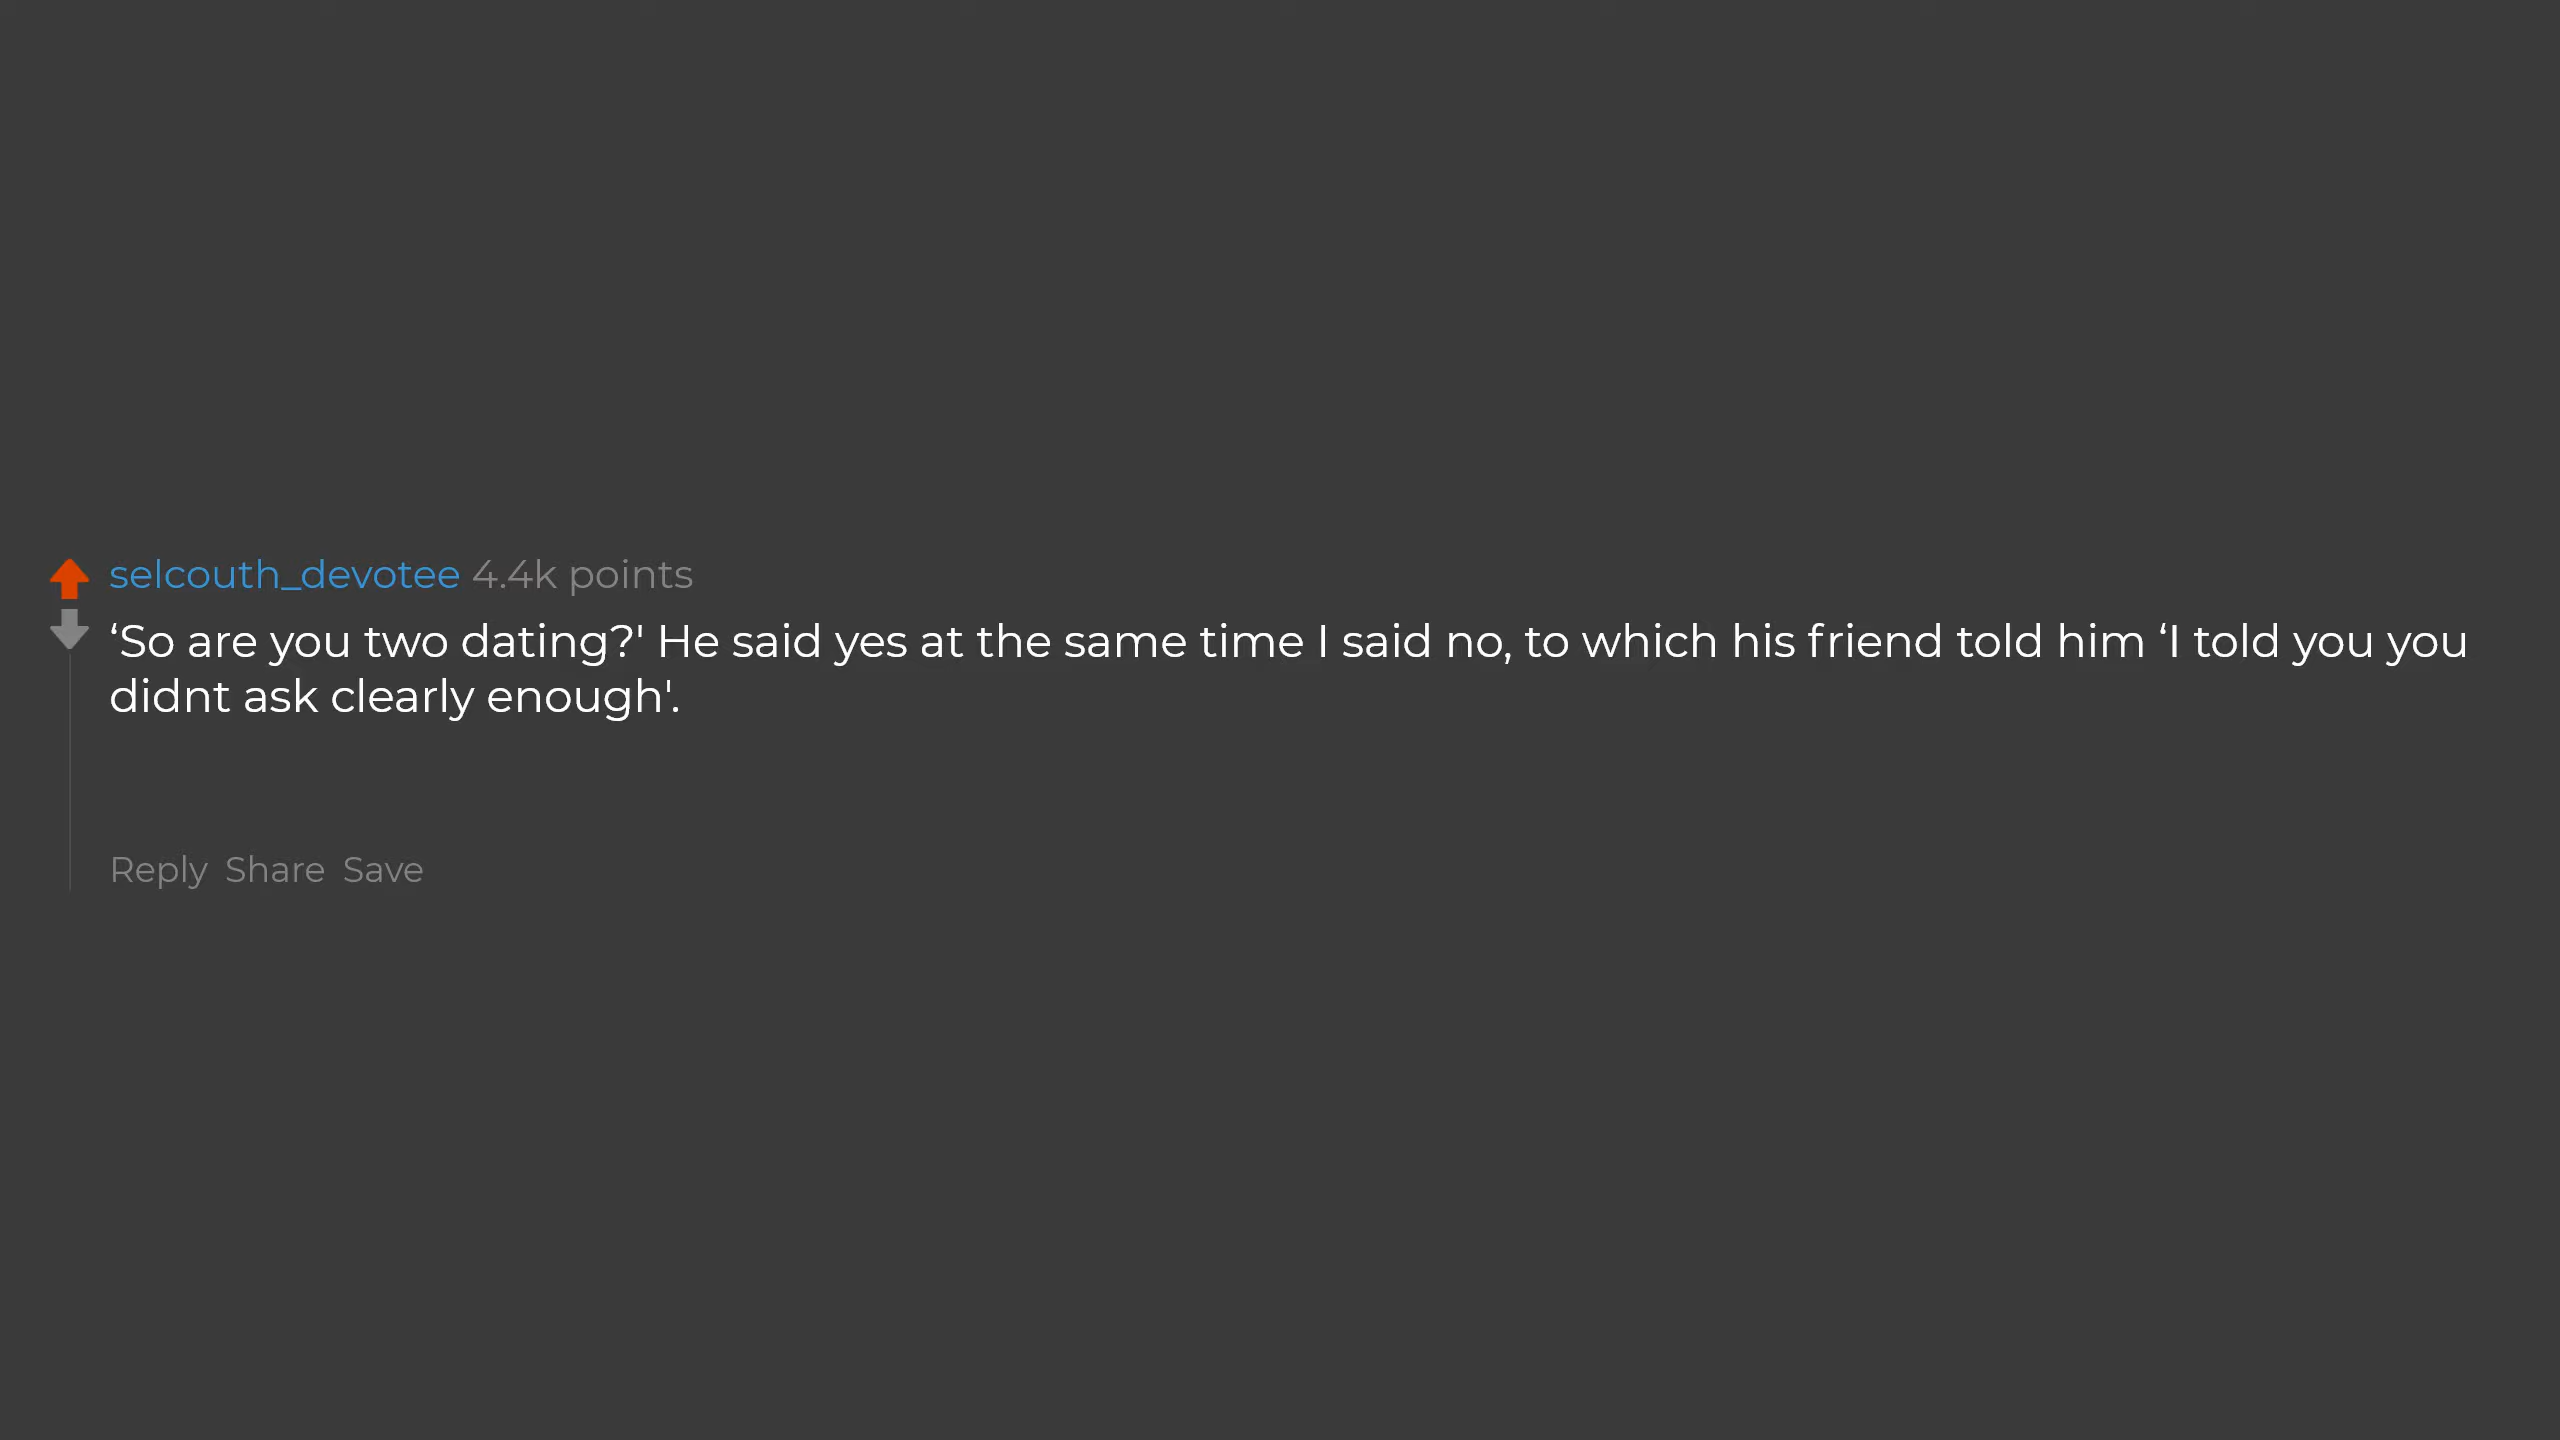 selcouth_devotee 4.4k points
‘So are you two dating?' He said yes at the same time I said no, to which his friend told him ‘I told you you
didnt ask clearly enough'.
Reply Share Save